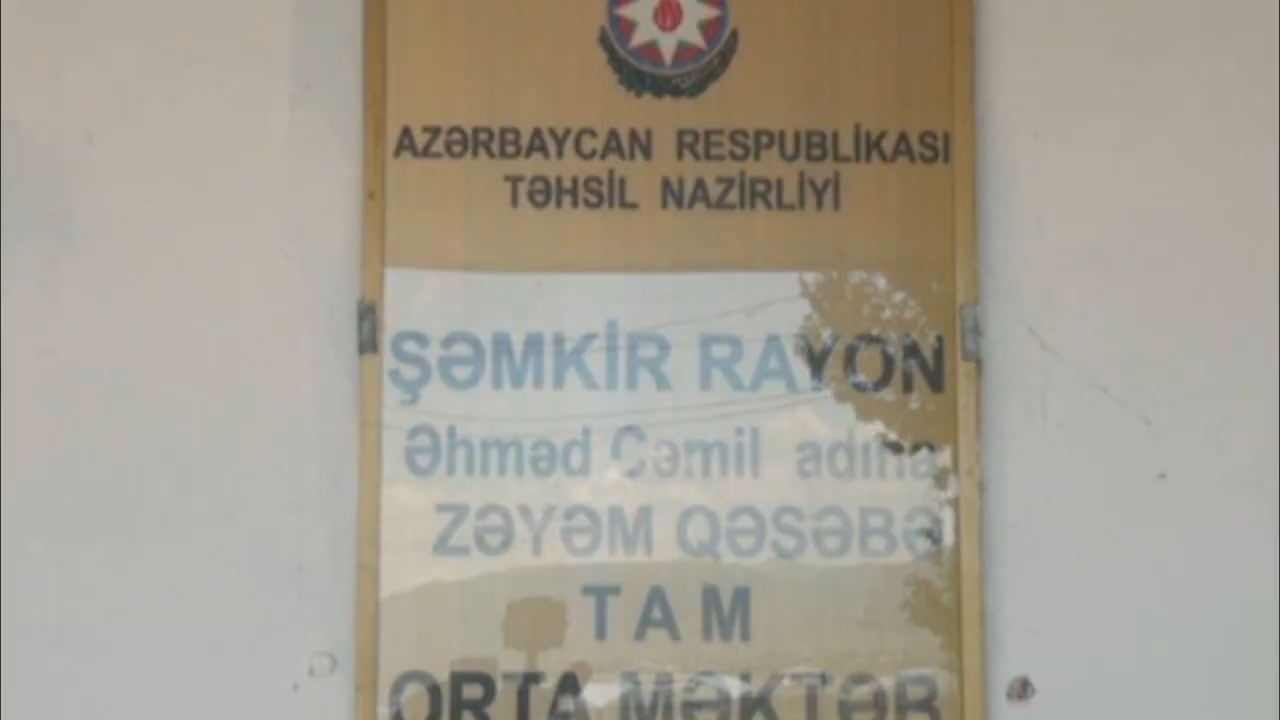 AZƏRBAYCAN RESPUBLİKASI
TƏHSİL NAZİRLİYİ
ŞƏMKİR RAYON
Əhməd Cəmil adına
ZƏYƏM QƏSƏBƏ
TAM
ORTA MƏKTƏB